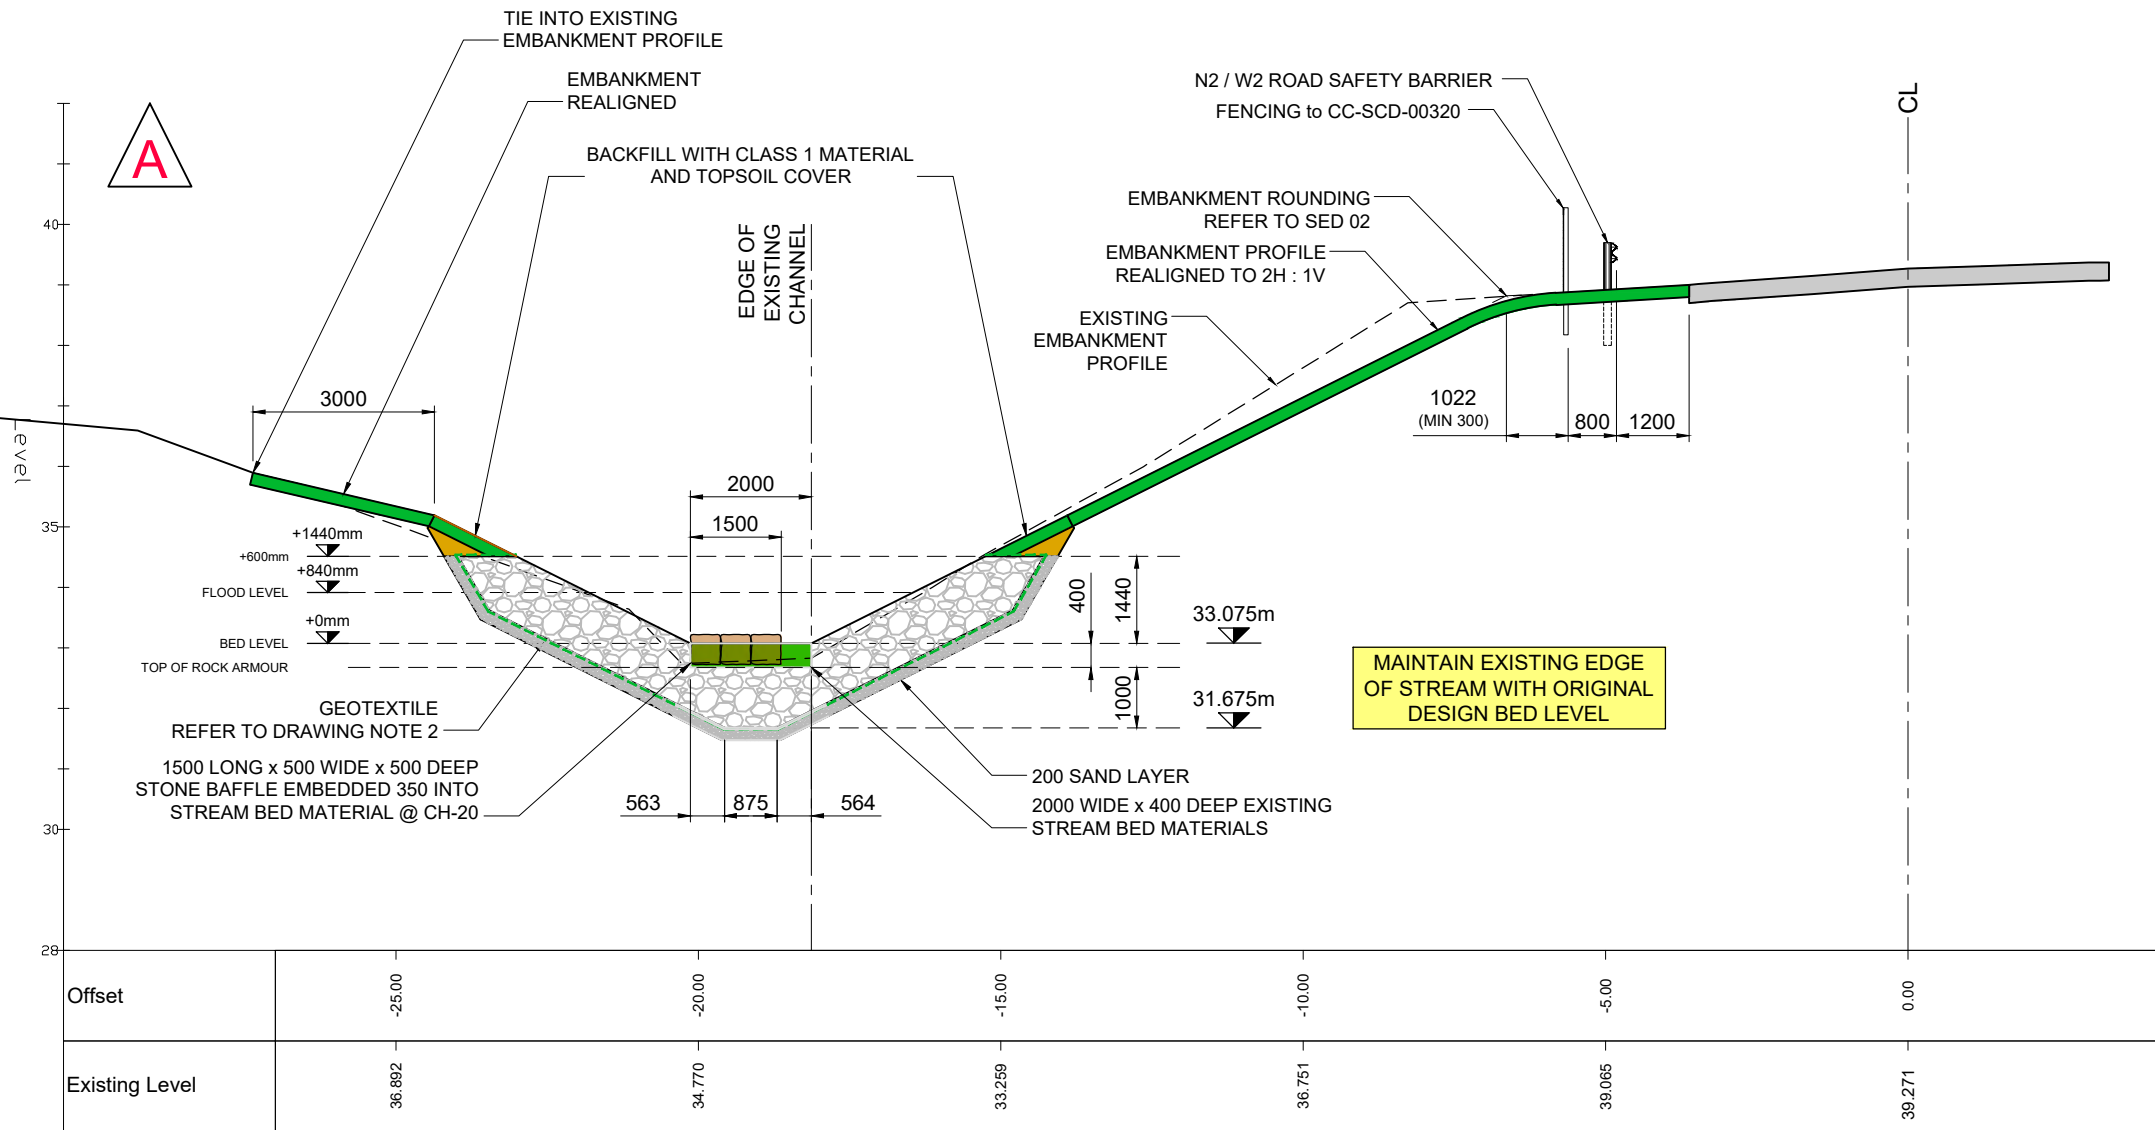 TIE INTO EXISTING
EMBANKMENT PROFILE
EMBANKMENT
REALIGNED
A
BACKFILL WITH CLASS 1 MATERIAL
AND TOPSOIL COVER
N2 / W2 ROAD SAFETY BARRIER
FENCING to CC-SCD-00320
CL
EMBANKMENT ROUNDING
REFER TO SED 02
EMBANKMENT PROFILE
REALIGNED TO 2H : 1V
EDGE OF
EXISTING
CHANNEL
EXISTING
EMBANKMENT
PROFILE
40
35
30
28
Level
3000
1022
(MIN 300)
800
1200
2000
1500
+1440mm
+600mm
+840mm
FLOOD LEVEL
+0mm
BED LEVEL
TOP OF ROCK ARMOUR
400
1440
1000
33.075m
31.675m
MAINTAIN EXISTING EDGE
OF STREAM WITH ORIGINAL
DESIGN BED LEVEL
GEOTEXTILE
REFER TO DRAWING NOTE 2
1500 LONG x 500 WIDE x 500 DEEP
STONE BAFFLE EMBEDDED 350 INTO
STREAM BED MATERIAL @ CH-20
563
875
564
200 SAND LAYER
2000 WIDE x 400 DEEP EXISTING
STREAM BED MATERIALS
Offset
-25.00
-20.00
-15.00
-10.00
-5.00
0.00
Existing Level
36.892
34.770
33.259
36.751
39.065
39.271